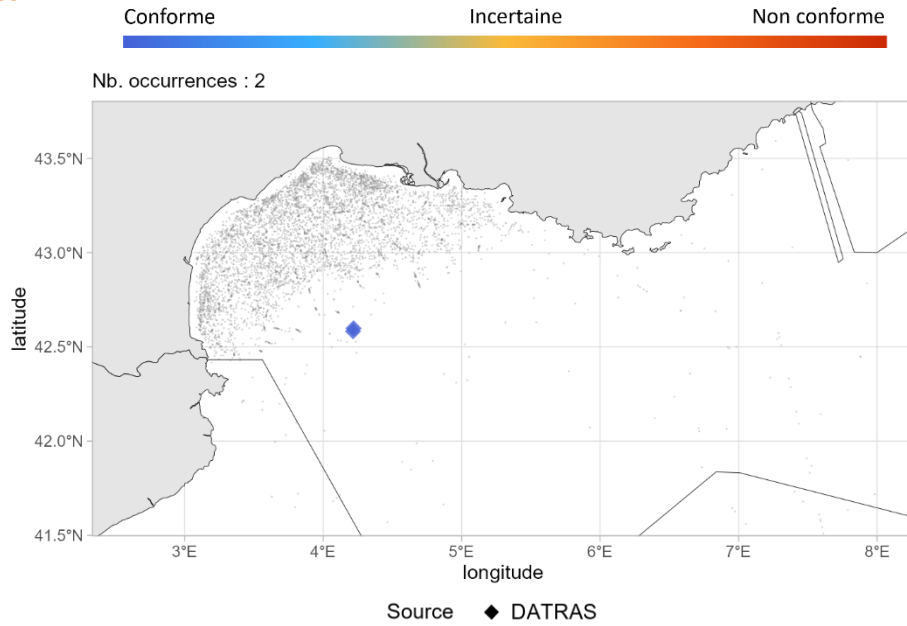 Conforme Incertaine Non conforme
Nb. occurrences : 2
43.5°N
43.0°N
42.5°N
42.0°N
41.5°N
latitude
3°E 4°E 5°E 6°E 7°E 8°E
longitude
Source DATRAS